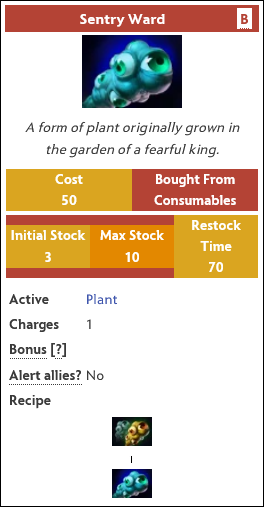 Sentry Ward B
A form of plant originally grown in
the garden of a fearful king.
Cost Bought From
50 Consumables
Initial Stock Max Stock Restock
Time
3 10 70
Active Plant
Charges 1
Bonus [?]
Alert allies? No
Recipe